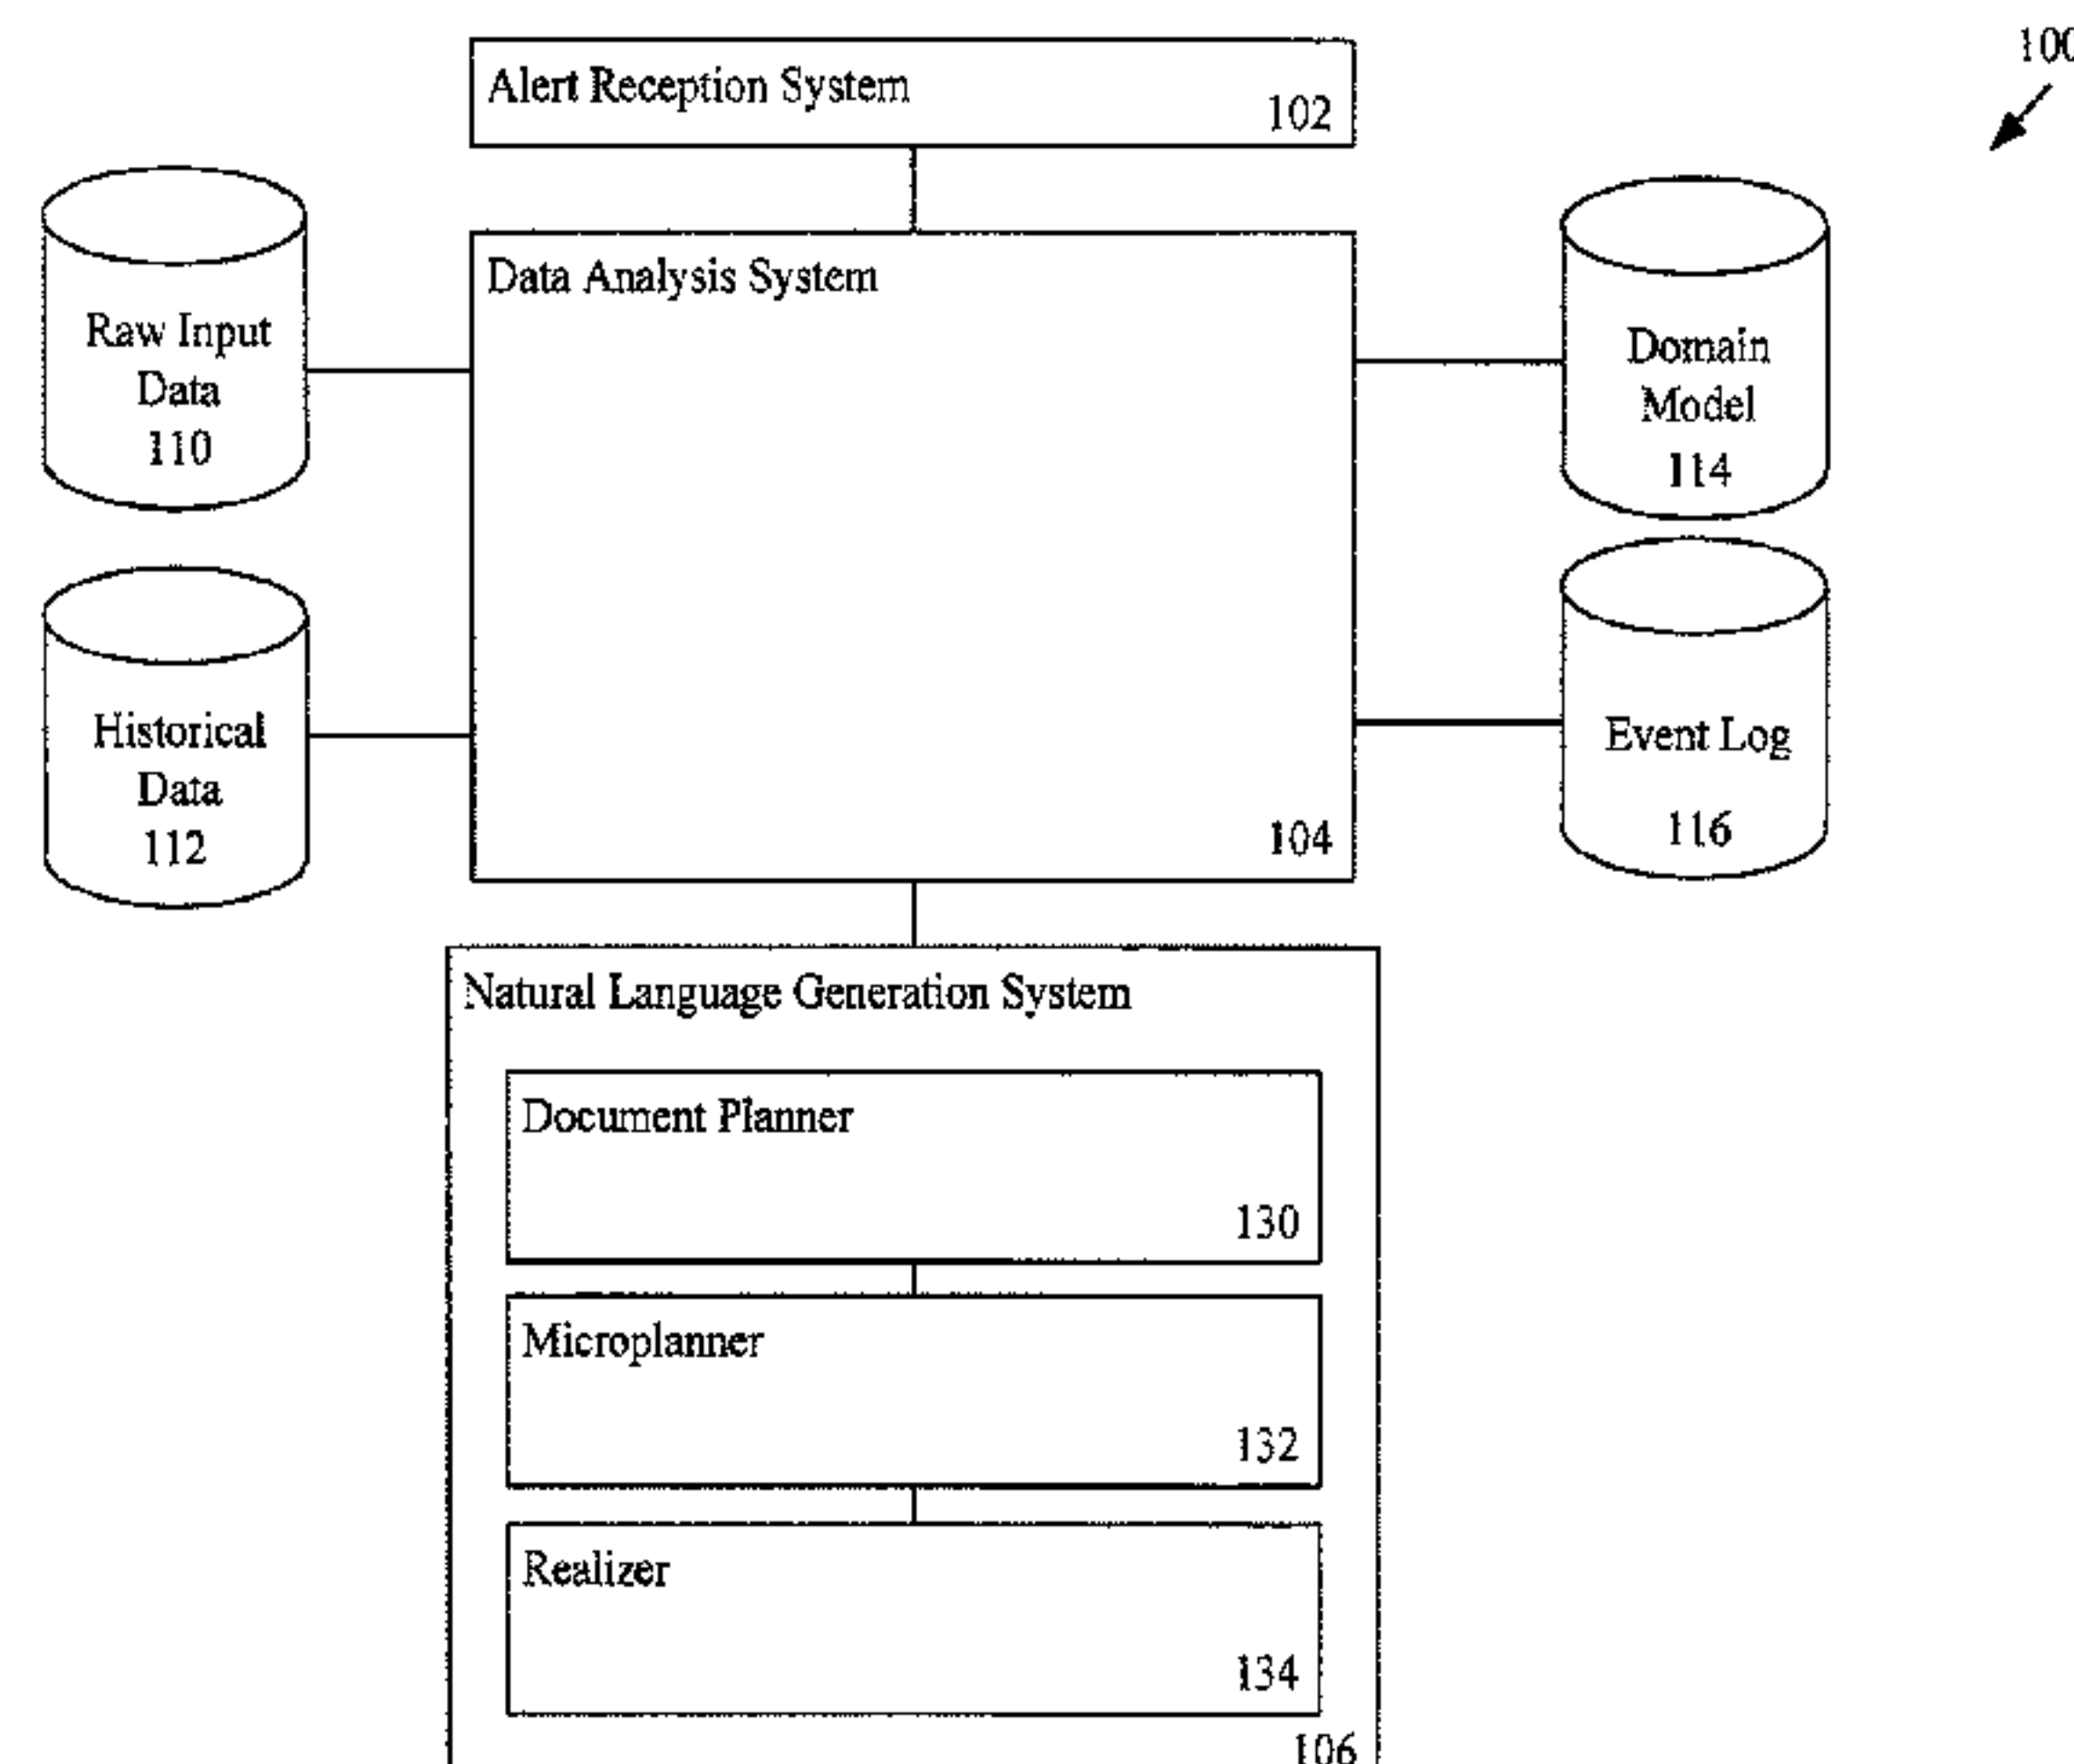 100
Alert Reception System
102
Data Analysis System
104
Raw Input
Data
110
Historical
Data
112
Domain
Model
114
Event Log
116
Natural Language Generation System
Document Planner
130
Microplanner
132
Realizer
134
106